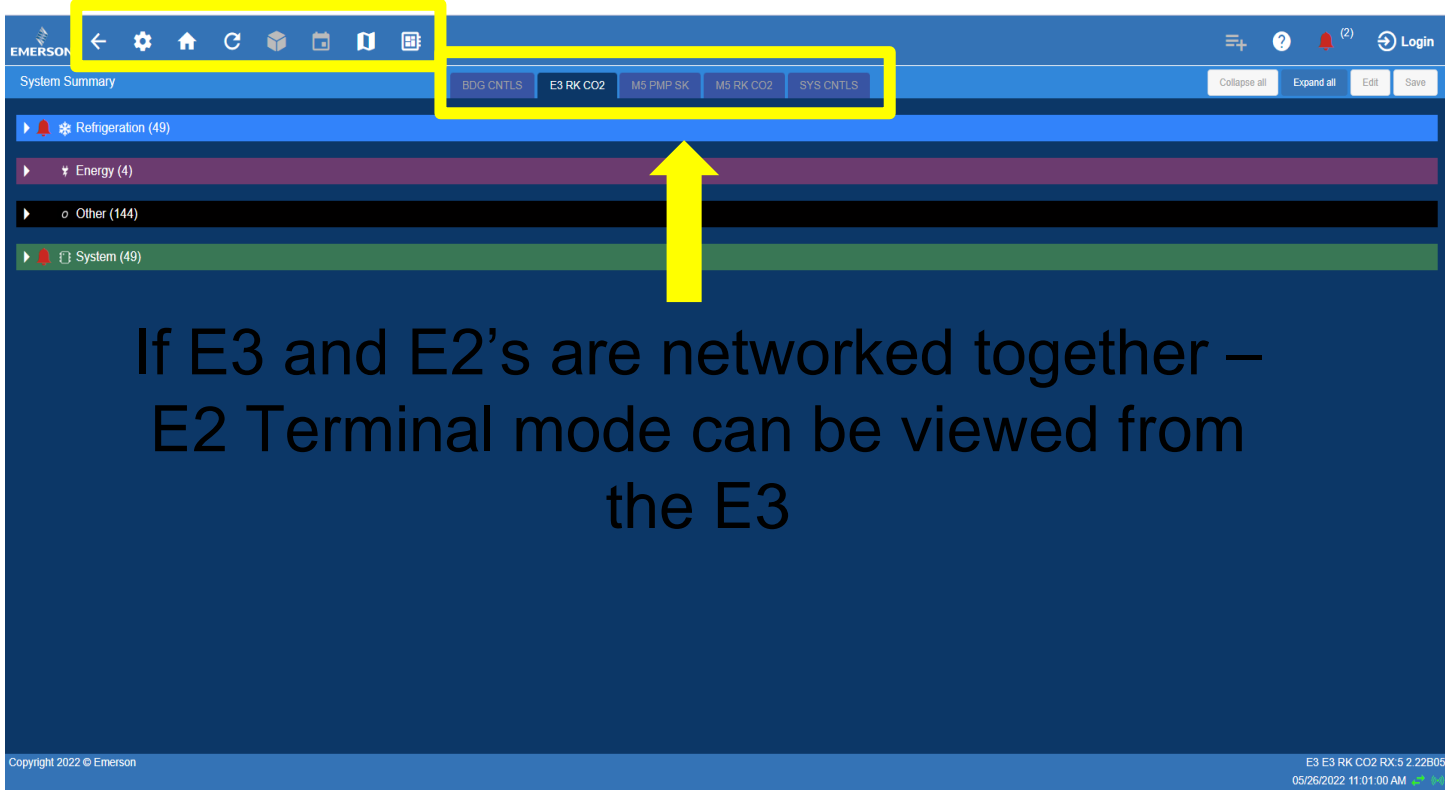 EMERSON
(2)
Login
System Summary
BDG CNTLS
E3 RK CO2
M5 PMP SK
M5 RK CO2
SYS CNTLS
Collapse all
Expand all
Edit
Save
Refrigeration (49)
Energy (4)
Other (144)
System (49)
If E3 and E2’s are networked together –
E2 Terminal mode can be viewed from
the E3
Copyright 2022 © Emerson
E3 E3 RK CO2 RX:5 2.22B05
05/26/2022 11:01:00 AM